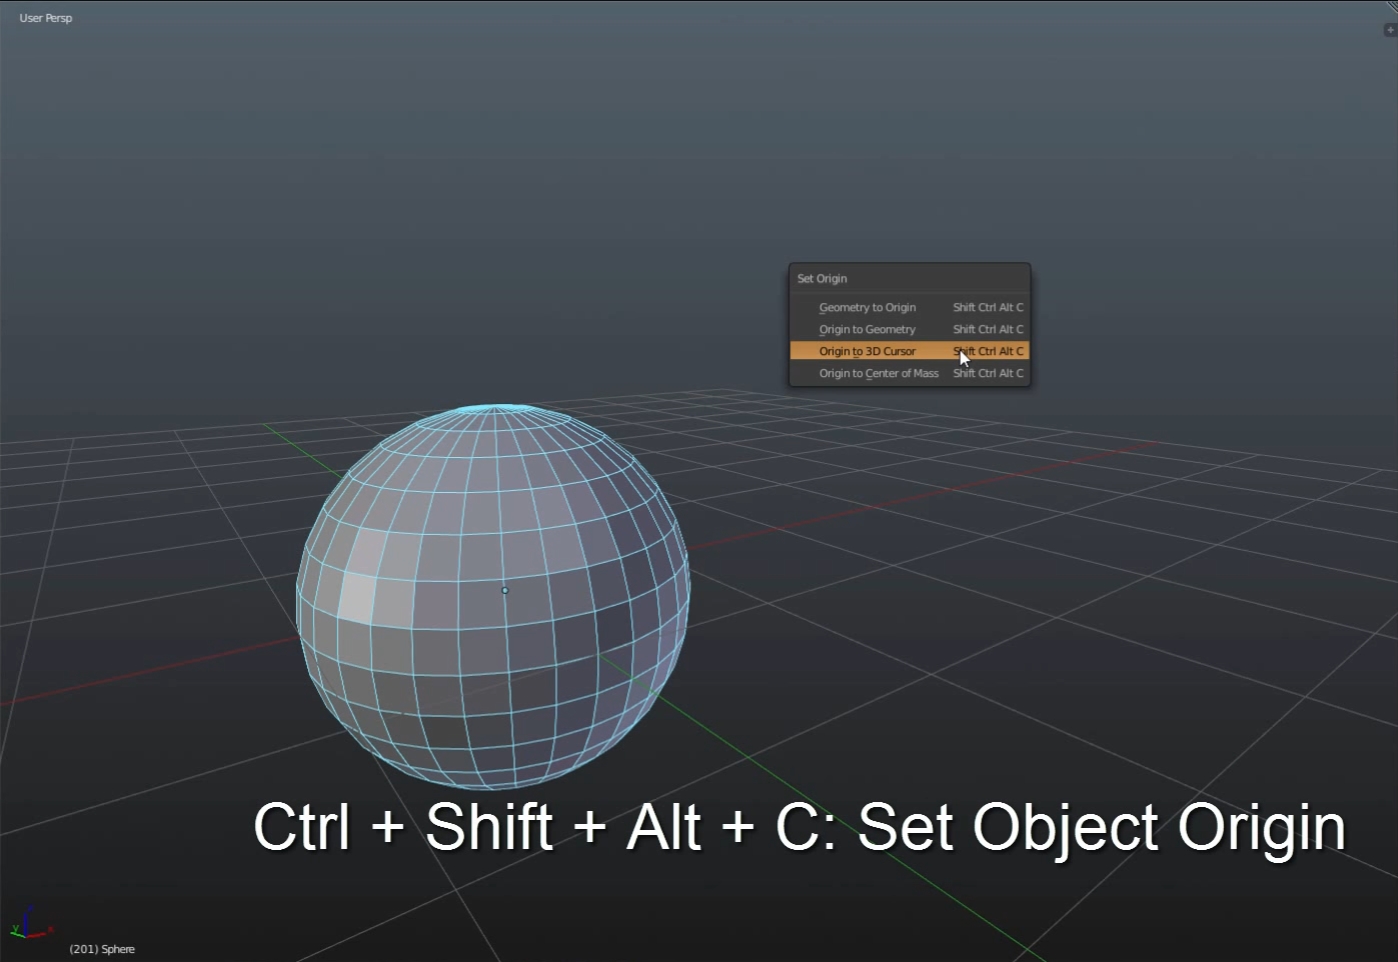 User Persp
Set Origin
Geometry to Origin Shift Ctrl Alt C
Origin to Geometry Shift Ctrl Alt C
Origin to 3D Cursor Shift Ctrl Alt C
Origin to Center of Mass Shift Ctrl Alt C
Ctrl + Shift + Alt + C: Set Object Origin
y x
(201) Sphere